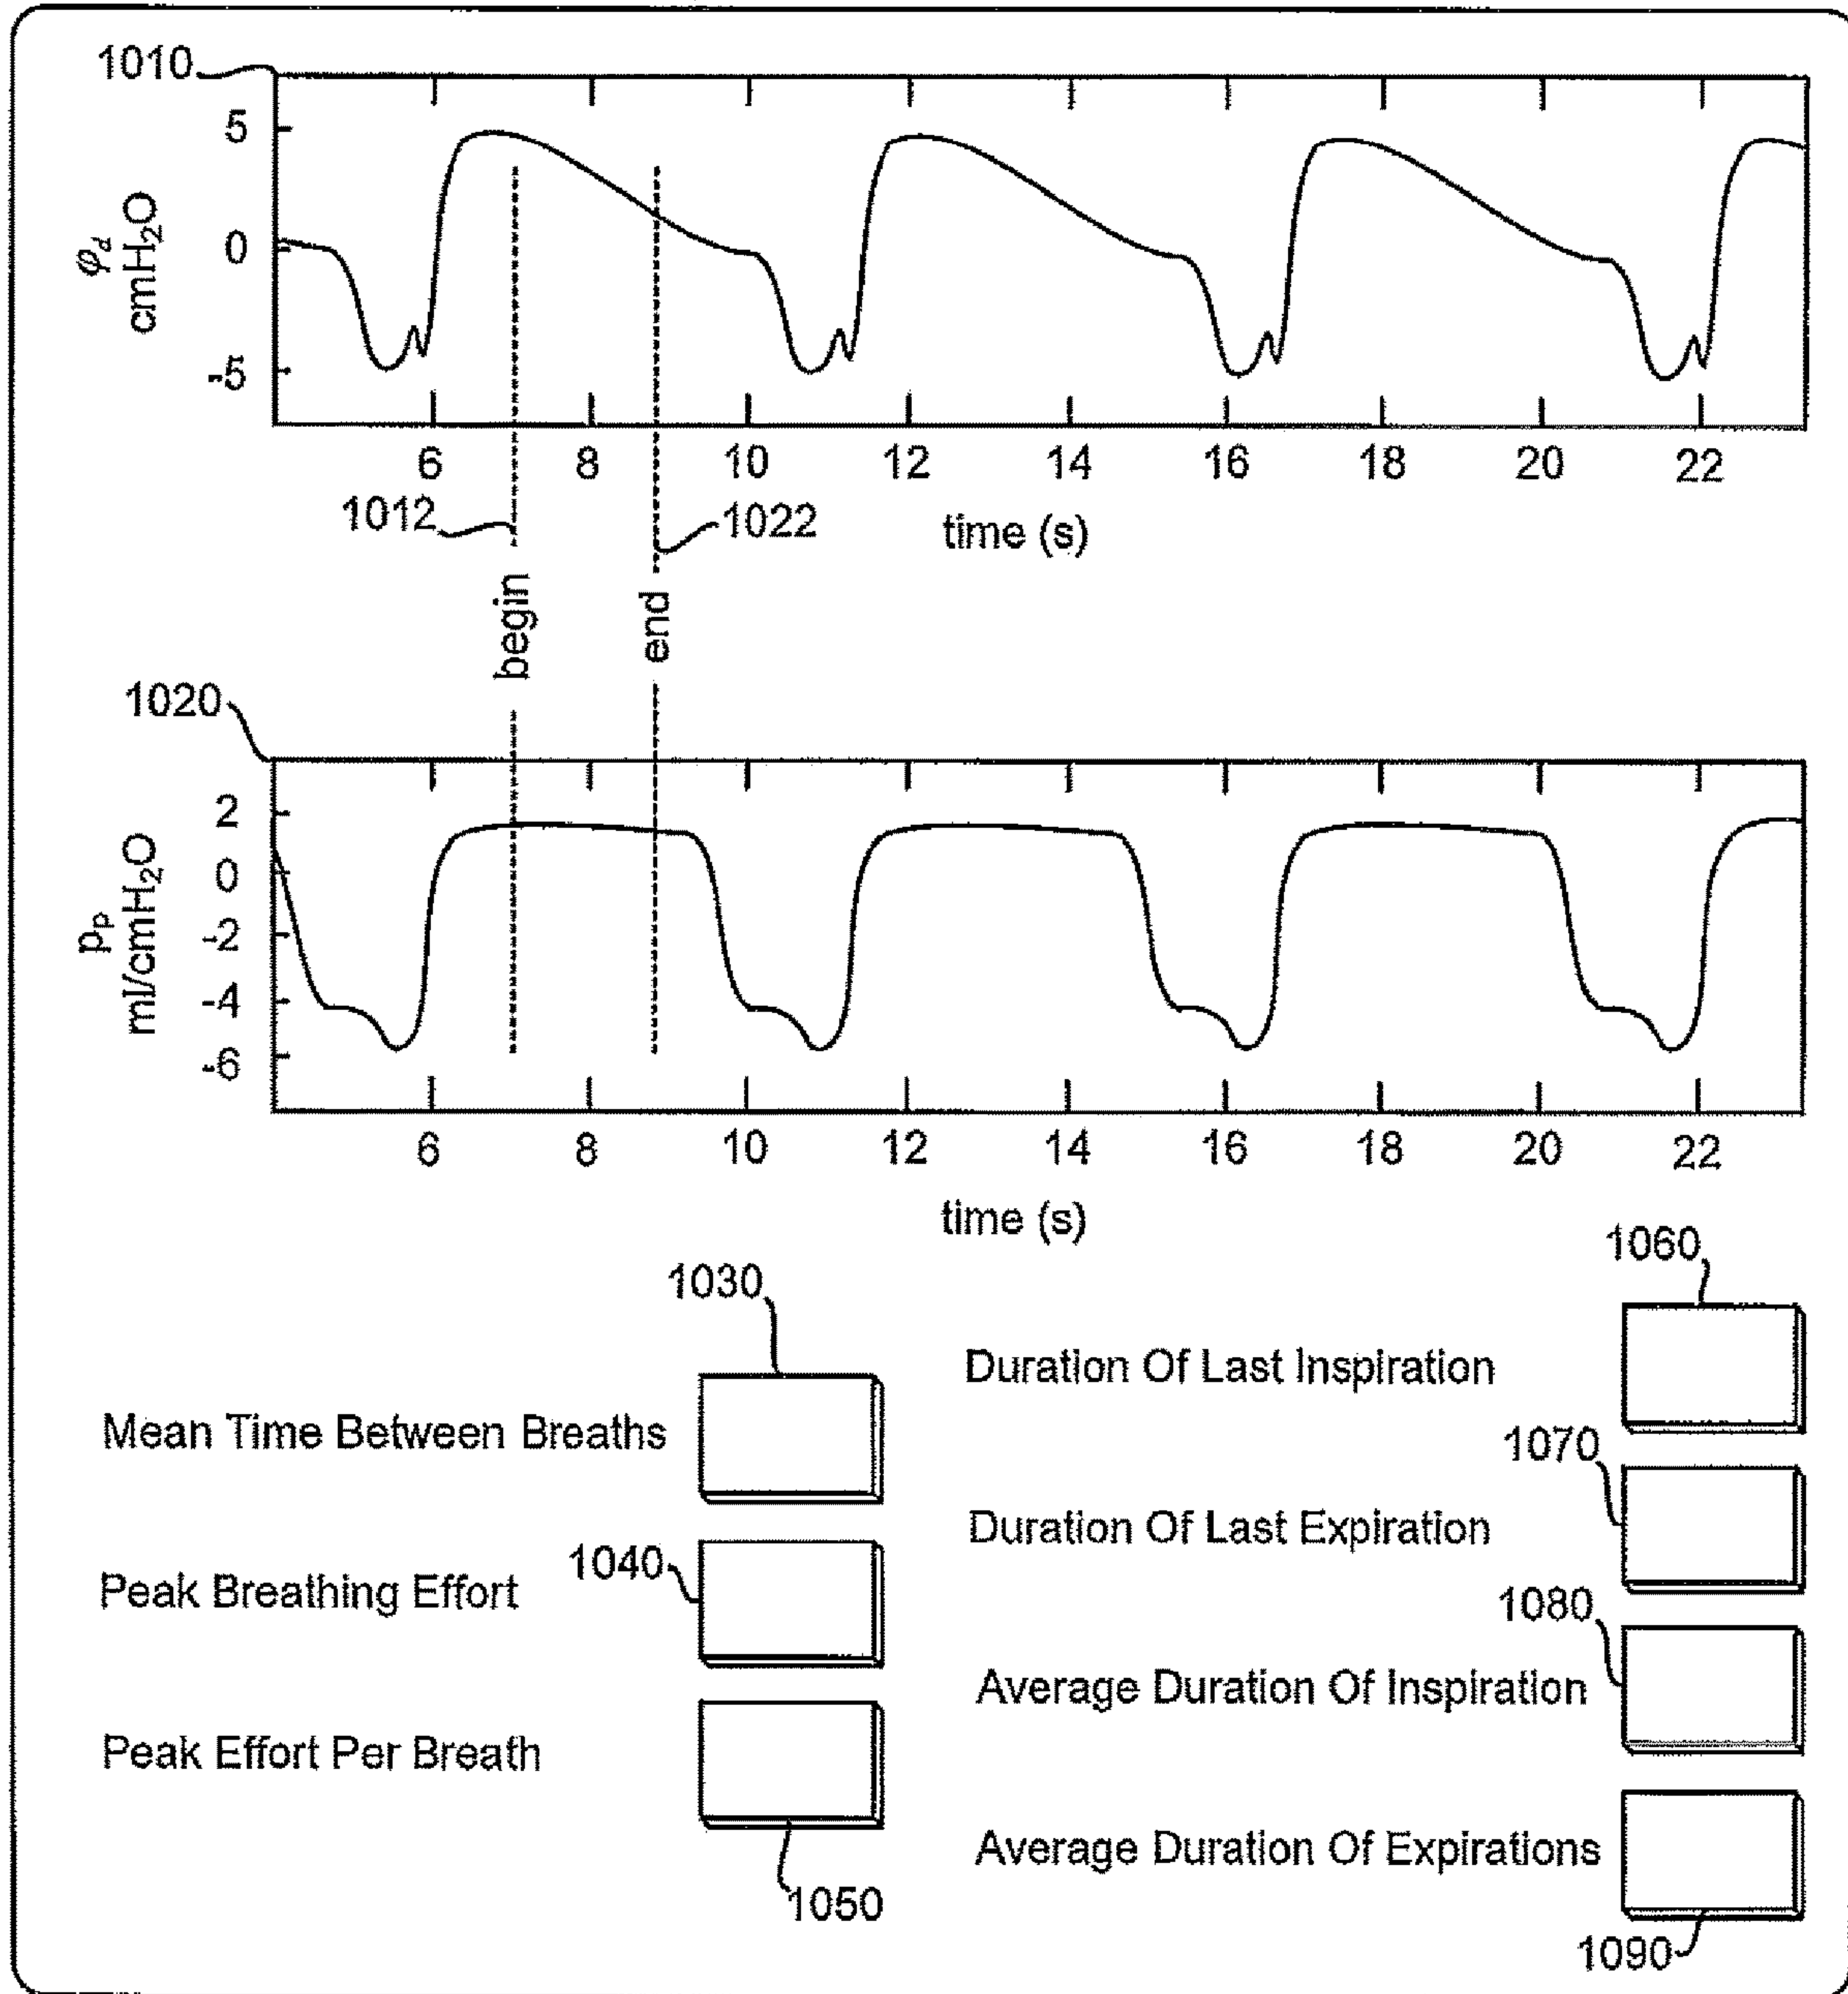 1010
5
0
-5
φd
cmH₂O
6 8 10 12 14 16 18 20 22
time (s)
1012
1022
begin
end
1020
2
0
-2
-4
-6
pp
ml/cmH₂O
6 8 10 12 14 16 18 20 22
time (s)
1030
Mean Time Between Breaths
1040
Peak Breathing Effort
Peak Effort Per Breath
1050
1060
Duration Of Last Inspiration
1070
Duration Of Last Expiration
1080
Average Duration Of Inspiration
Average Duration Of Expirations
1090